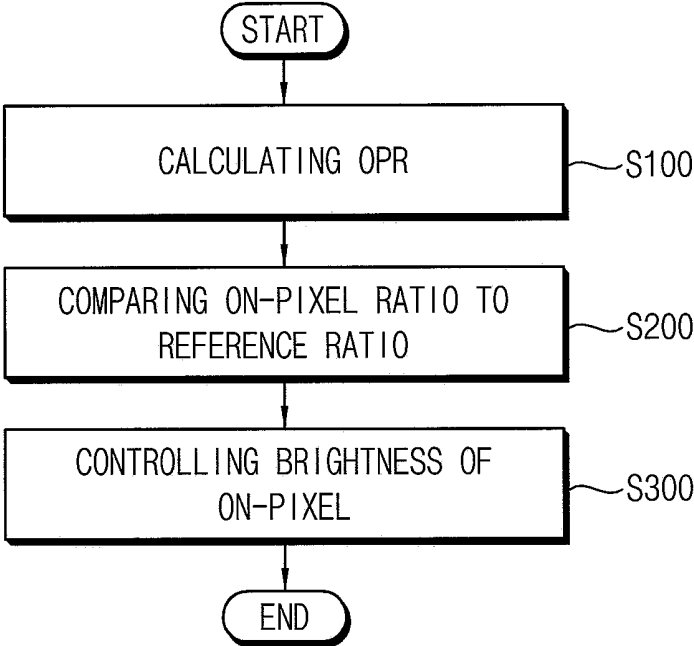 START
CALCULATING OPR
S100
COMPARING ON-PIXEL RATIO TO
REFERENCE RATIO
S200
CONTROLLING BRIGHTNESS OF
ON-PIXEL
S300
END